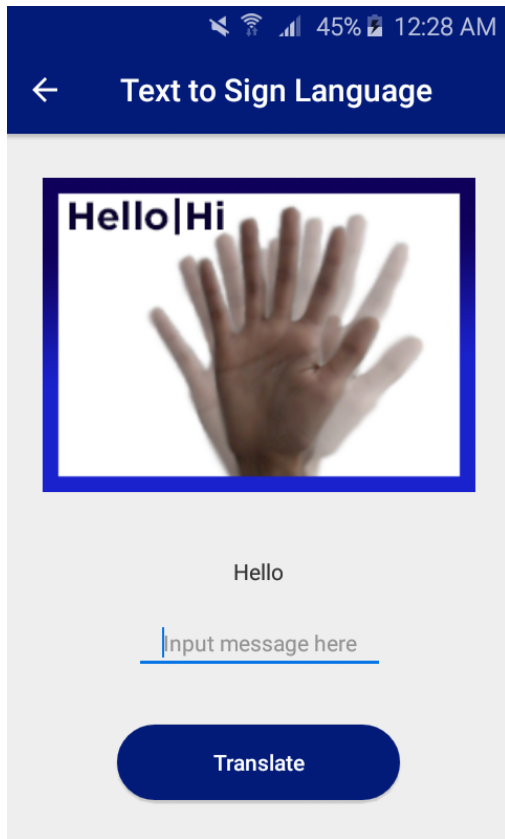 45% 12:28 AM
Text to Sign Language
Hello|Hi
Hello
Input message here
Translate